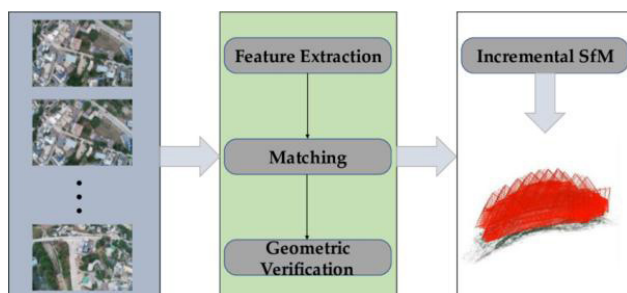 Feature Extraction
Incremental SfM
Matching
Geometric
Verification